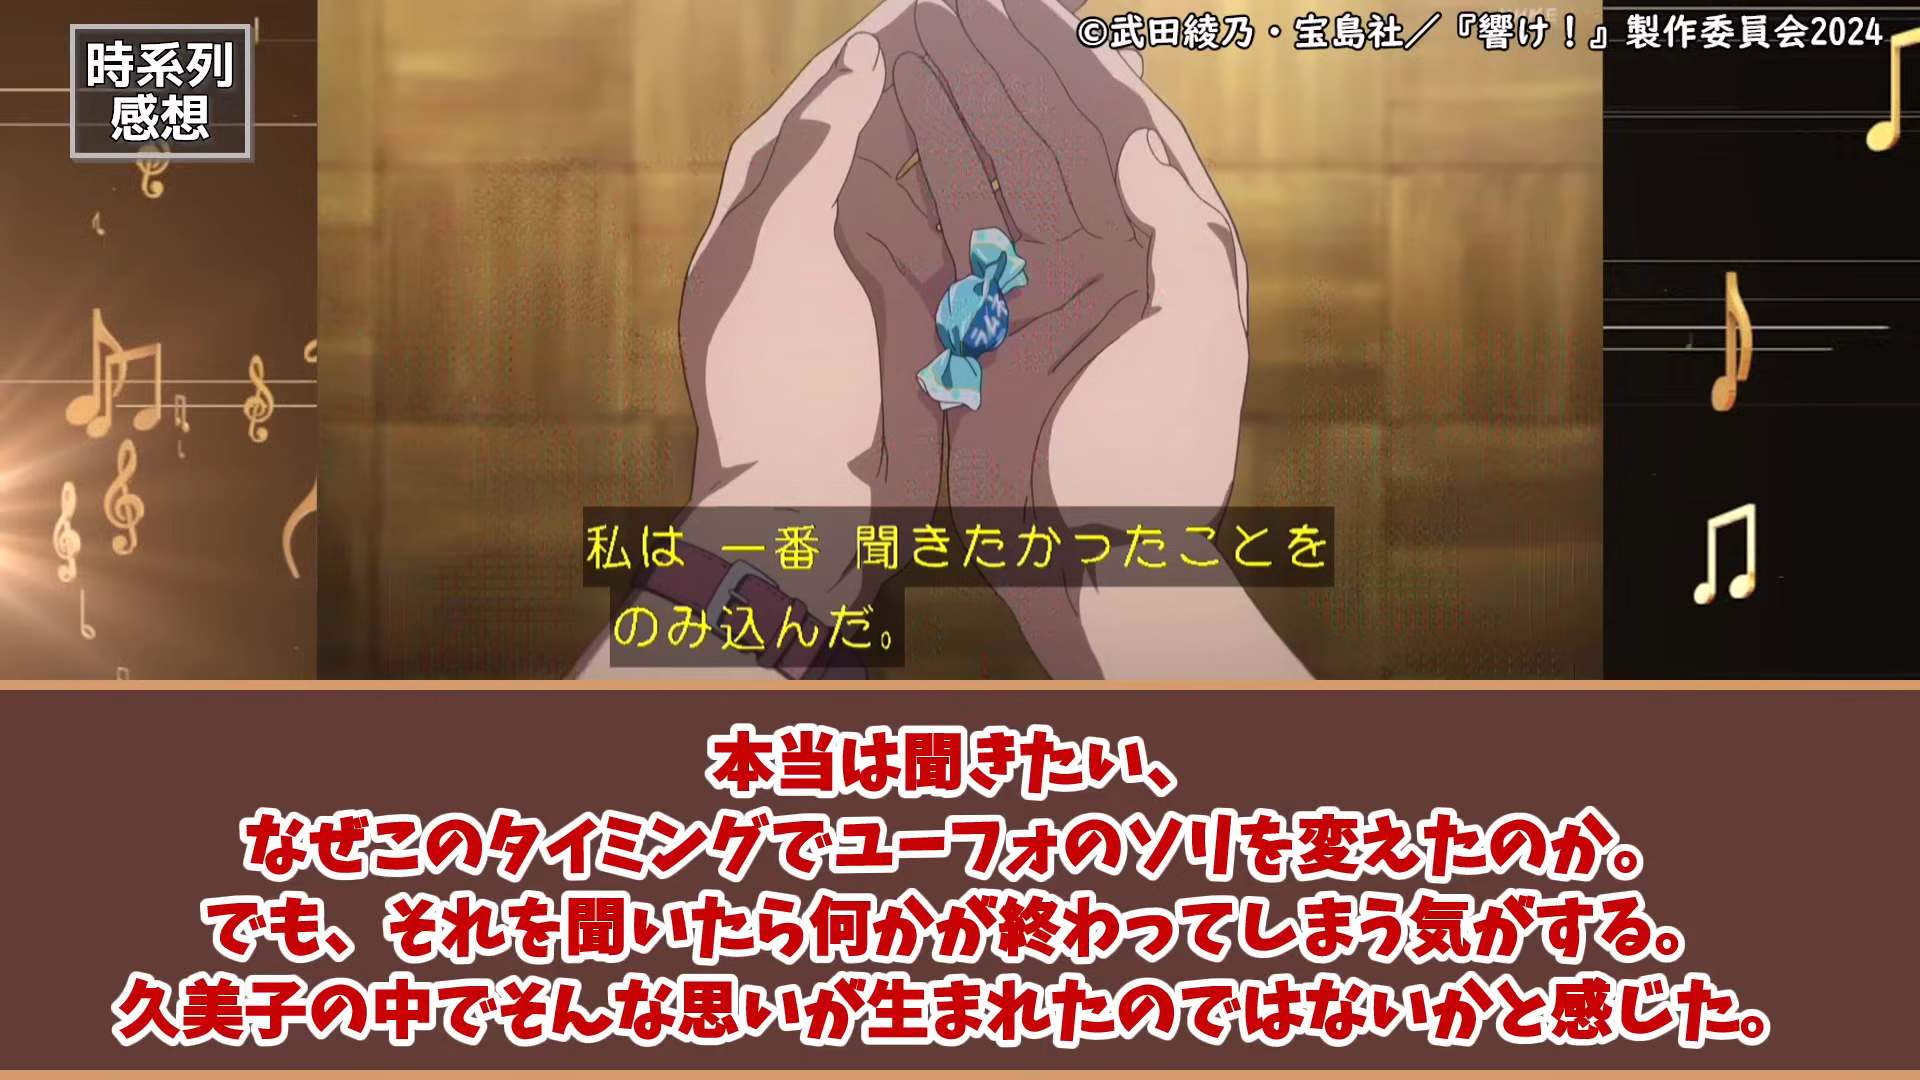 時系列
感想
©武田綾乃・宝島社／『響け！』製作委員会2024
ラムネ
私は 一番 聞きたかったことを
のみ込んだ。
本当は聞きたい、
なぜこのタイミングでユーフォのソリを変えたのか。
でも、それを聞いたら何かが終わってしまう気がする。
久美子の中でそんな思いが生まれたのではないかと感じた。